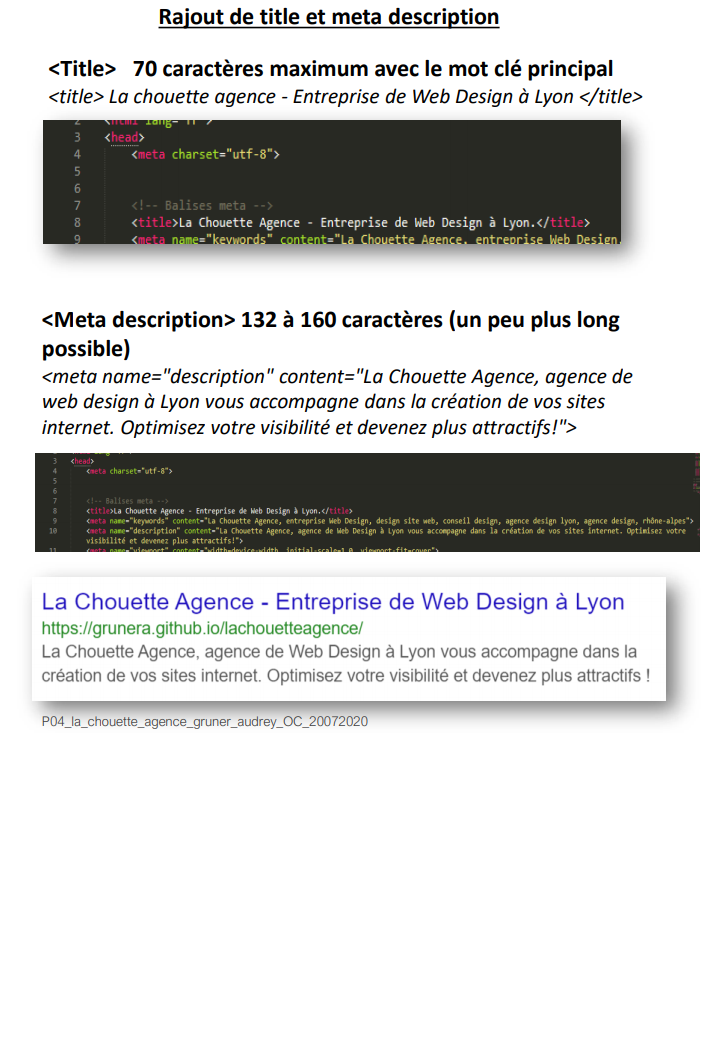 Rajout de title et meta description
<Title>   70 caractères maximum avec le mot clé principal
<title> La chouette agence - Entreprise de Web Design à Lyon </title>
2 <html lang="fr">
3 <head>
4 <meta charset="utf-8">
5
6
7 <!-- Balises meta -->
8 <title>La Chouette Agence - Entreprise de Web Design à Lyon.</title>
9 <meta name="keywords" content="La Chouette Agence, entreprise Web Design,
<Meta description> 132 à 160 caractères (un peu plus long
possible)
<meta name="description" content="La Chouette Agence, agence de
web design à Lyon vous accompagne dans la création de vos sites
internet. Optimisez votre visibilité et devenez plus attractifs!">
3 <head>
4 <meta charset="utf-8">
5
6
7 <!-- Balises meta -->
8 <title>La Chouette Agence - Entreprise de Web Design à Lyon.</title>
9 <meta name="keywords" content="La Chouette Agence, entreprise Web Design, design site web, conseil design, agence design lyon, agence design, rhône-alpes">
10 <meta name="description" content="La Chouette Agence, agence de Web Design à Lyon vous accompagne dans la création de vos sites internet. Optimisez votre
visibilité et devenez plus attractifs!">
11 <meta name="viewport" content="width=device-width, initial-scale=1.0, viewport-fit=cover">
La Chouette Agence - Entreprise de Web Design à Lyon
https://grunera.github.io/lachouetteagence/
La Chouette Agence, agence de Web Design à Lyon vous accompagne dans la
création de vos sites internet. Optimisez votre visibilité et devenez plus attractifs !
P04_la_chouette_agence_gruner_audrey_OC_20072020